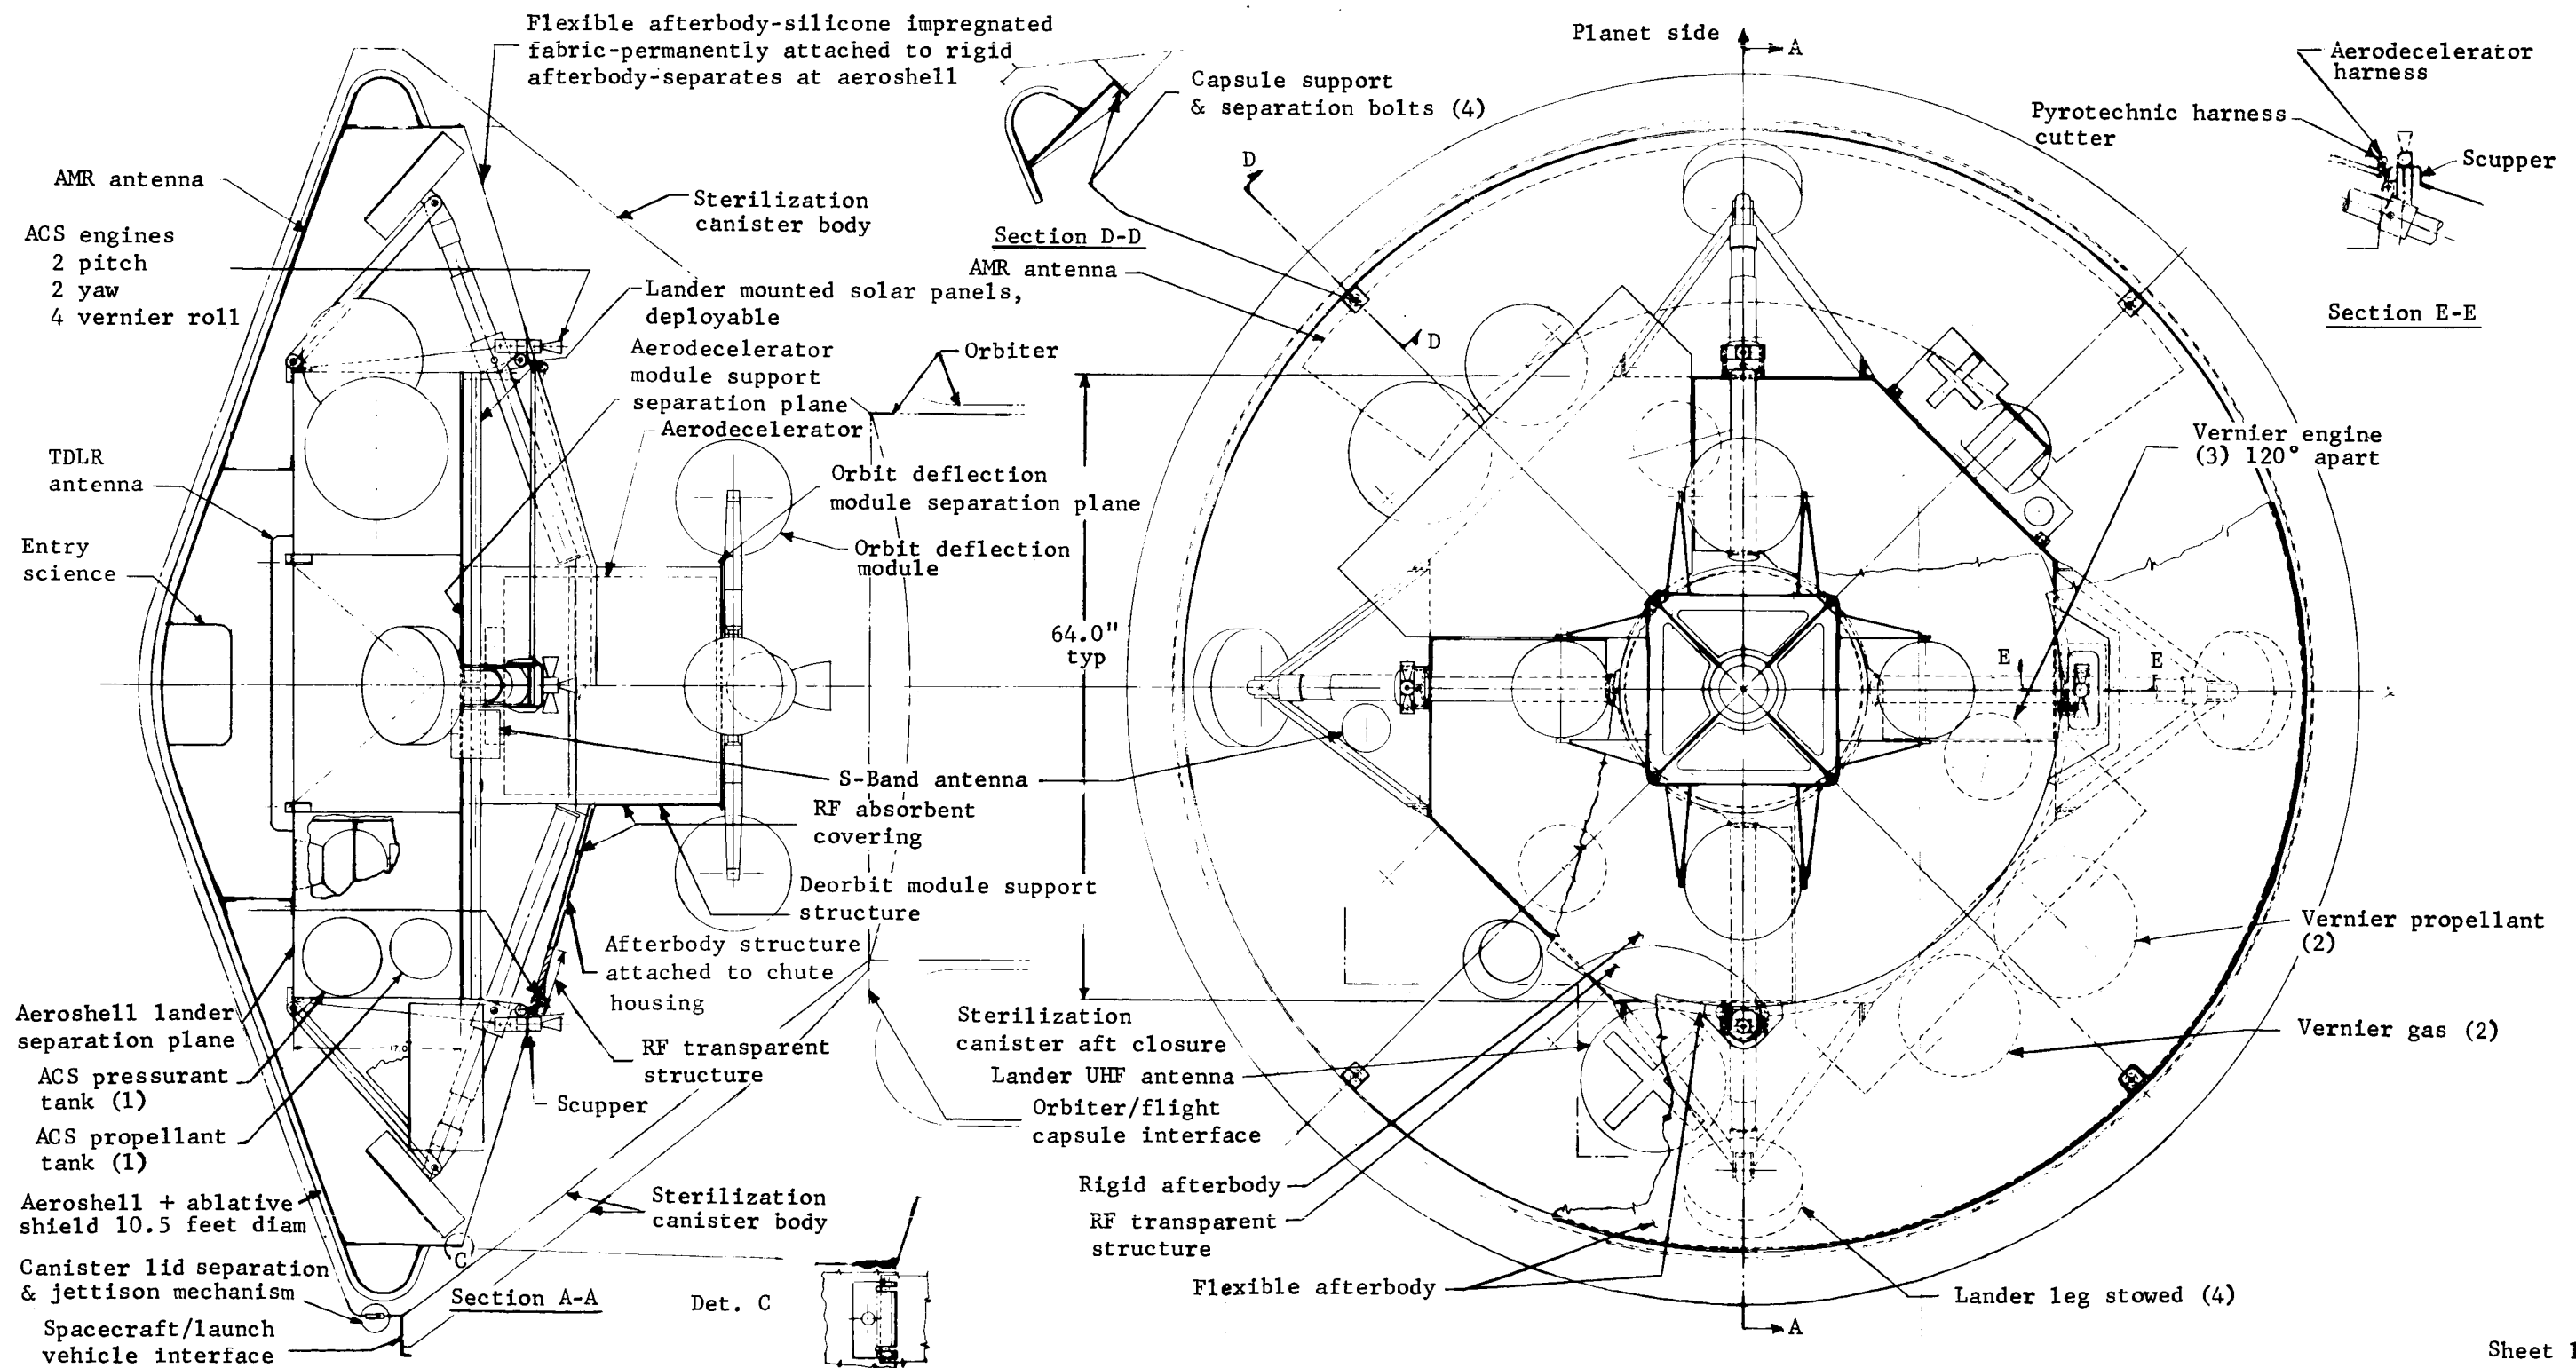 Flexible afterbody-silicone impregnated
fabric-permanently attached to rigid
afterbody-separates at aeroshell
AMR antenna
ACS engines
2 pitch
2 yaw
4 vernier roll
TDLR
antenna
Entry
science
Sterilization
canister body
Lander mounted solar panels,
deployable
Aerodecelerator
module support
separation plane
Aerodecelerator
Orbiter
Orbit deflection
module separation plane
Orbit deflection
module
S-Band antenna
RF absorbent
covering
Deorbit module support
structure
Afterbody structure
attached to chute
housing
RF transparent
structure
Scupper
17.0
Aeroshell lander
separation plane
ACS pressurant
tank (1)
ACS propellant
tank (1)
Aeroshell + ablative
shield 10.5 feet diam
Canister lid separation
& jettison mechanism
Spacecraft/launch
vehicle interface
C
Section A-A
Sterilization
canister body
Det. C
Capsule support
& separation bolts (4)
Section D-D
AMR antenna
Planet side
A
D
D
64.0"
typ
E
E
Sterilization
canister aft closure
Lander UHF antenna
Orbiter/flight
capsule interface
Rigid afterbody
RF transparent
structure
Flexible afterbody
A
Aerodecelerator
harness
Pyrotechnic harness
cutter
Scupper
Section E-E
Vernier engine
(3) 120° apart
Vernier propellant
(2)
Vernier gas (2)
Lander leg stowed (4)
Sheet 1